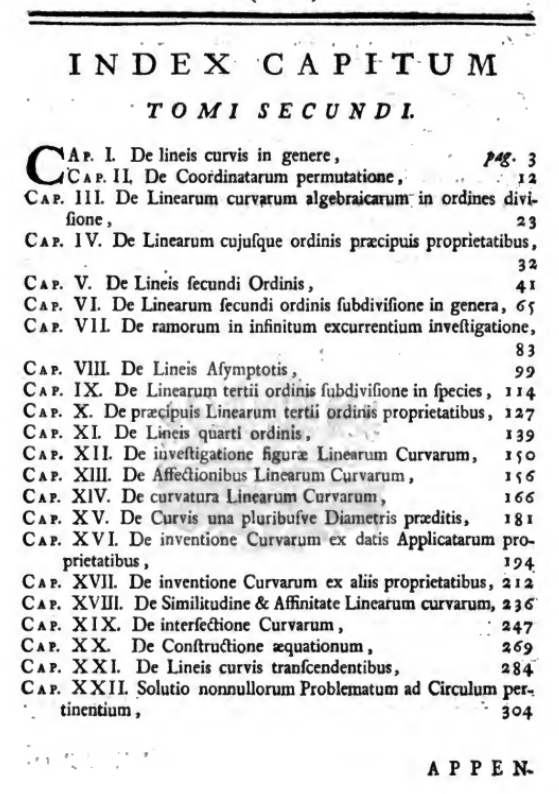 INDEX CAPITUM
TOMI SECUNDI.
CAP. I. De lineis curvis in genere, pag. 3
CAP. II. De Coordinatarum permutatione, 12
CAP. III. De Linearum curvarum algebraicarum in ordines divi-
ſione, 23
CAP. IV. De Linearum cujuſque ordinis præcipuis proprietatibus,
32
CAP. V. De Lineis ſecundi Ordinis, 41
CAP. VI. De Linearum ſecundi ordinis ſubdiviſione in genera, 65
CAP. VII. De ramorum in infinitum excurrentium inveſtigatione,
83
CAP. VIII. De Lineis Aſymptotis, 99
CAP. IX. De Linearum tertii ordinis ſubdiviſione in ſpecies, 114
CAP. X. De præcipuis Linearum tertii ordinis proprietatibus, 127
CAP. XI. De Lineis quarti ordinis, 139
CAP. XII. De inveſtigatione figuræ Linearum Curvarum, 150
CAP. XIII. De Affectionibus Linearum Curvarum, 156
CAP. XIV. De curvatura Linearum Curvarum, 166
CAP. XV. De Curvis una pluribuſve Diametris præditis, 181
CAP. XVI. De inventione Curvarum ex datis Applicatarum pro-
prietatibus, 194
CAP. XVII. De inventione Curvarum ex aliis proprietatibus, 212
CAP. XVIII. De Similitudine & Affinitate Linearum curvarum, 236
CAP. XIX. De interſectione Curvarum, 247
CAP. XX. De Conſtructione æquationum, 269
CAP. XXI. De Lineis curvis tranſcendentibus, 284
CAP. XXII. Solutio nonnullorum Problematum ad Circulum per-
tinentium, 304
APPEN-